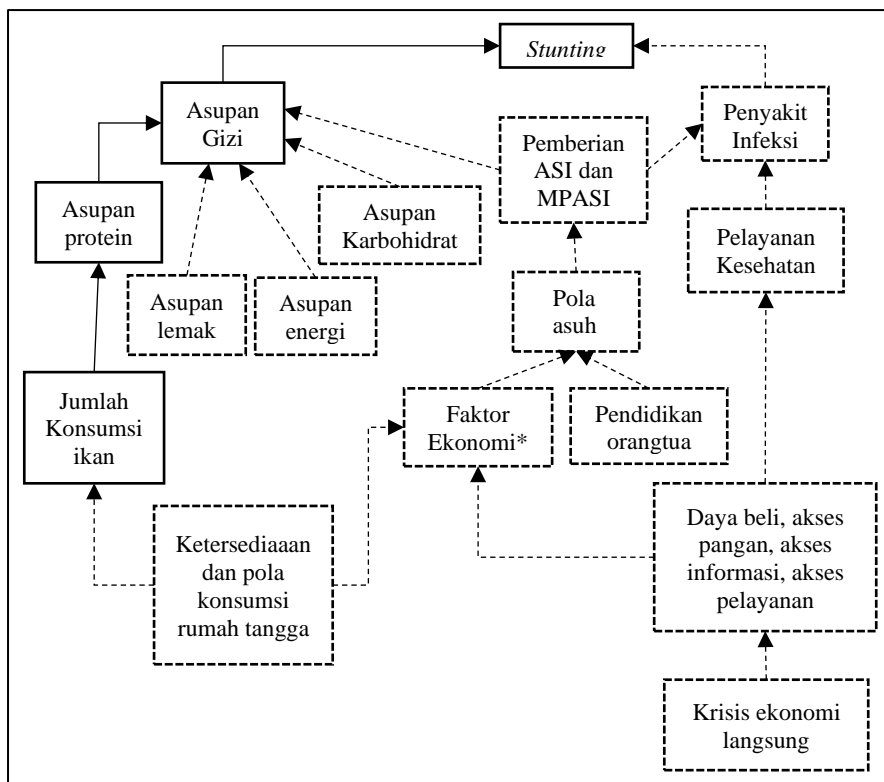 Stunting
Asupan
Gizi
Penyakit
Infeksi
Pemberian
ASI dan
MPASI
Asupan
protein
Asupan
Karbohidrat
Pelayanan
Kesehatan
Asupan
lemak
Asupan
energi
Pola
asuh
Jumlah
Konsumsi
ikan
Faktor
Ekonomi*
Pendidikan
orangtua
Ketersediaaan
dan pola
konsumsi
rumah tangga
Daya beli, akses
pangan, akses
informasi, akses
pelayanan
Krisis ekonomi
langsung